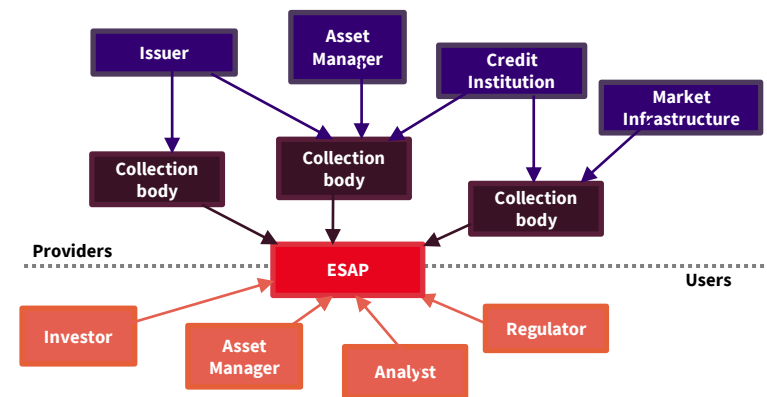 Issuer
Asset
Manager
Credit
Institution
Market
Infrastructure
Collection
body
Collection
body
Collection
body
Providers
ESAP
Users
Investor
Asset
Manager
Analyst
Regulator